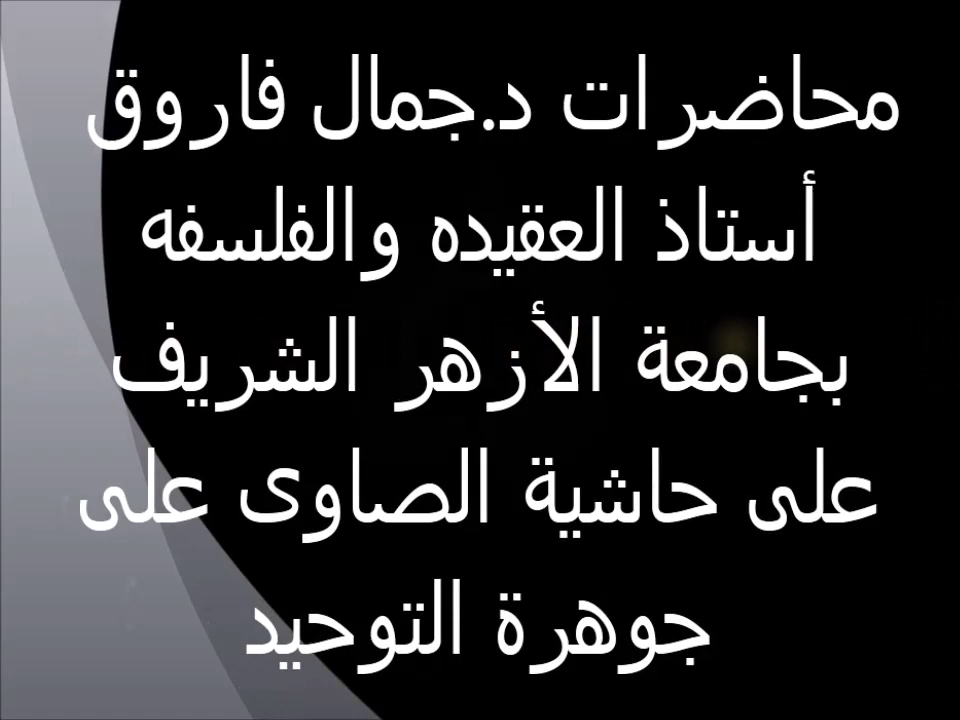 محاضرات د.جمال فاروق
أستاذ العقيده والفلسفه
بجامعة الأزهر الشريف
على حاشية الصاوى على
جوهرة التوحيد